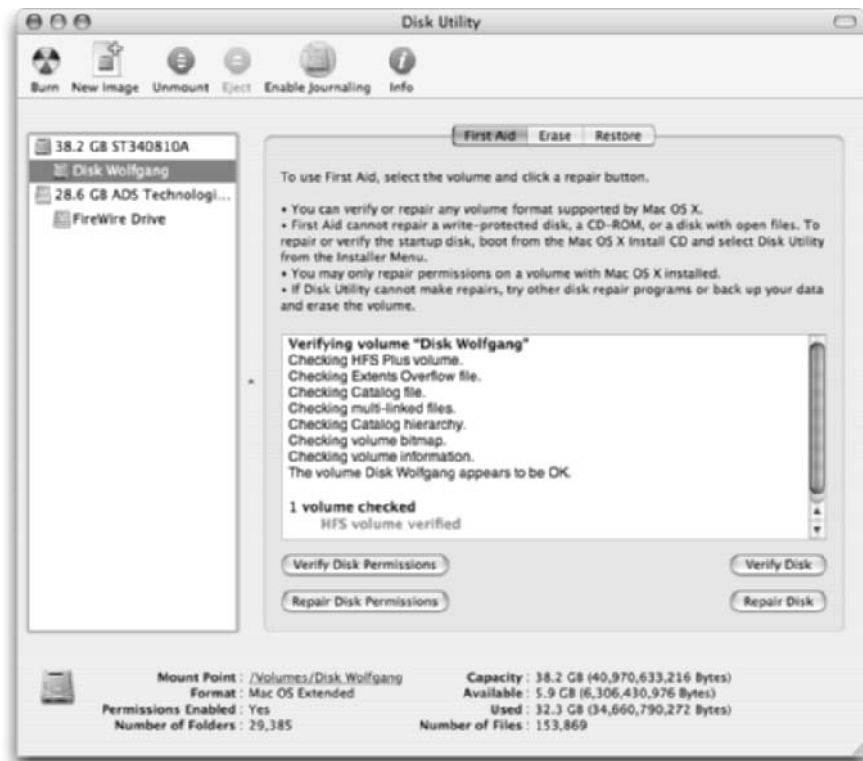 Disk Utility
Burn New Image Unmount Eject Enable Journaling Info
38.2 GB ST340810A
Disk Wolfgang
28.6 GB ADS Technologi...
FireWire Drive
First Aid Erase Restore
To use First Aid, select the volume and click a repair button.
• You can verify or repair any volume format supported by Mac OS X.
• First Aid cannot repair a write-protected disk, a CD-ROM, or a disk with open files. To
repair or verify the startup disk, boot from the Mac OS X Install CD and select Disk Utility
from the Installer Menu.
• You may only repair permissions on a volume with Mac OS X installed.
• If Disk Utility cannot make repairs, try other disk repair programs or back up your data
and erase the volume.
Verifying volume "Disk Wolfgang"
Checking HFS Plus volume.
Checking Extents Overflow file.
Checking Catalog file.
Checking multi-linked files.
Checking Catalog hierarchy.
Checking volume bitmap.
Checking volume information.
The volume Disk Wolfgang appears to be OK.
1 volume checked
HFS volume verified
Verify Disk Permissions Verify Disk
Repair Disk Permissions Repair Disk
Mount Point : /Volumes/Disk Wolfgang Capacity : 38.2 GB (40,970,633,216 Bytes)
Format : Mac OS Extended Available : 5.9 GB (6,306,430,976 Bytes)
Permissions Enabled : Yes Used : 32.3 GB (34,660,790,272 Bytes)
Number of Folders : 29,385 Number of Files : 153,869